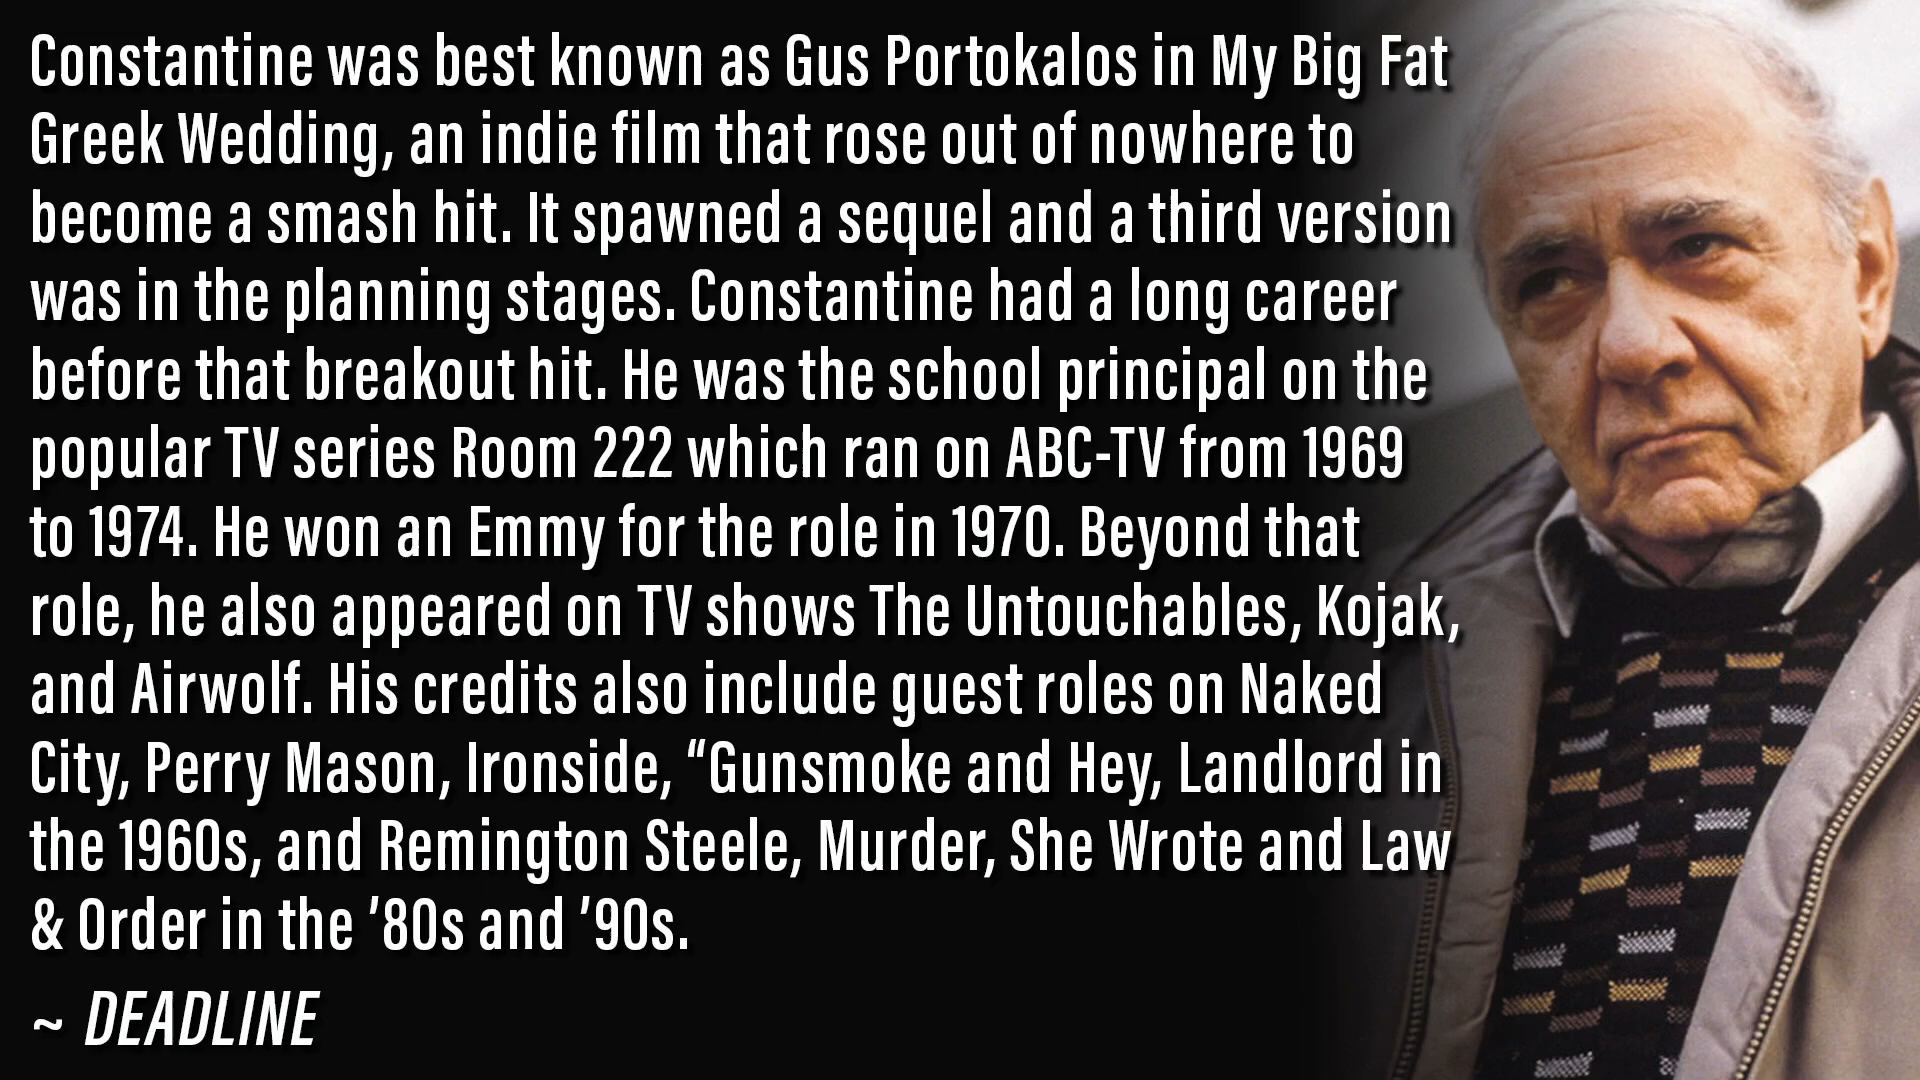 Constantine was best known as Gus Portokalos in My Big Fat
Greek Wedding, an indie film that rose out of nowhere to
become a smash hit. It spawned a sequel and a third version
was in the planning stages. Constantine had a long career
before that breakout hit. He was the school principal on the
popular TV series Room 222 which ran on ABC-TV from 1969
to 1974. He won an Emmy for the role in 1970. Beyond that
role, he also appeared on TV shows The Untouchables, Kojak,
and Airwolf. His credits also include guest roles on Naked
City, Perry Mason, Ironside, “Gunsmoke and Hey, Landlord in
the 1960s, and Remington Steele, Murder, She Wrote and Law
& Order in the ’80s and ’90s.
~ DEADLINE